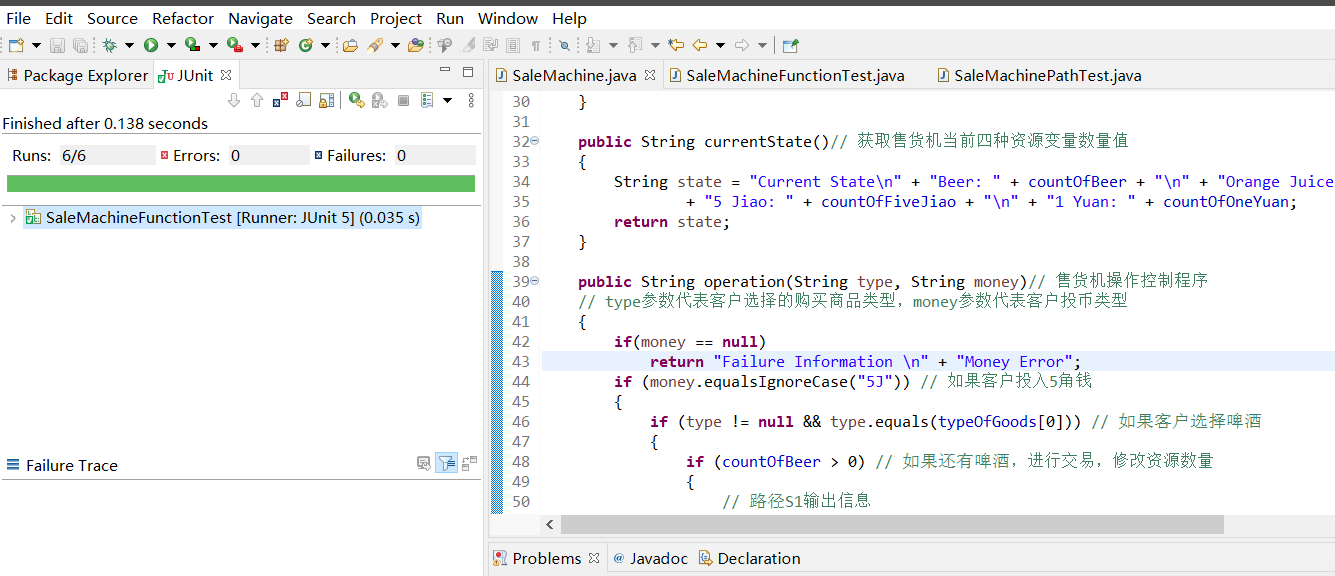 File Edit Source Refactor Navigate Search Project Run Window Help
Package Explorer JUnit
Finished after 0.138 seconds
Runs: 6/6 Errors: 0 Failures: 0
SaleMachineFunctionTest [Runner: JUnit 5] (0.035 s)
Failure Trace
SaleMachine.java SaleMachineFunctionTest.java SaleMachinePathTest.java
30 }
31
32 public String currentState()// 获取售货机当前四种资源变量数量值
33 {
34 String state = "Current State\n" + "Beer: " + countOfBeer + "\n" + "Orange Juice
35 + "5 Jiao: " + countOfFiveJiao + "\n" + "1 Yuan: " + countOfOneYuan;
36 return state;
37 }
38
39 public String operation(String type, String money)// 售货机操作控制程序
40 // type参数代表客户选择的购买商品类型，money参数代表客户投币类型
41 {
42 if(money == null)
43 return "Failure Information \n" + "Money Error";
44 if (money.equalsIgnoreCase("5J")) // 如果客户投入5角钱
45 {
46 if (type != null && type.equals(typeOfGoods[0])) // 如果客户选择啤酒
47 {
48 if (countOfBeer > 0) // 如果还有啤酒，进行交易，修改资源数量
49 {
50 // 路径S1输出信息
Problems Javadoc Declaration